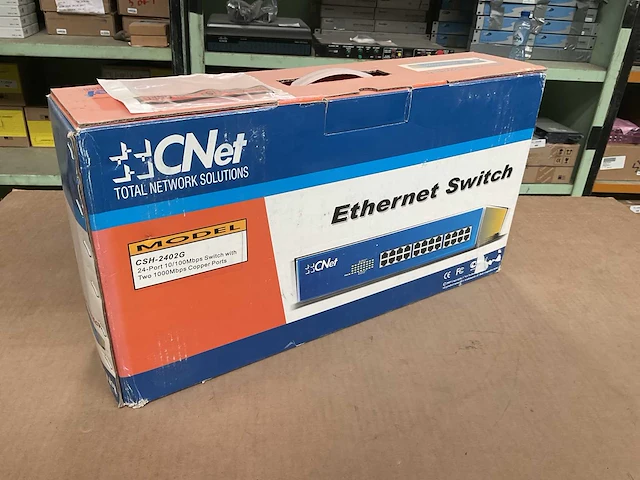 CNet
TOTAL NETWORK SOLUTIONS
Ethernet Switch
MODEL
CSH-2402G
24-Port 10/100Mbps Switch with
Two 1000Mbps Copper Ports
CNet
CE FC